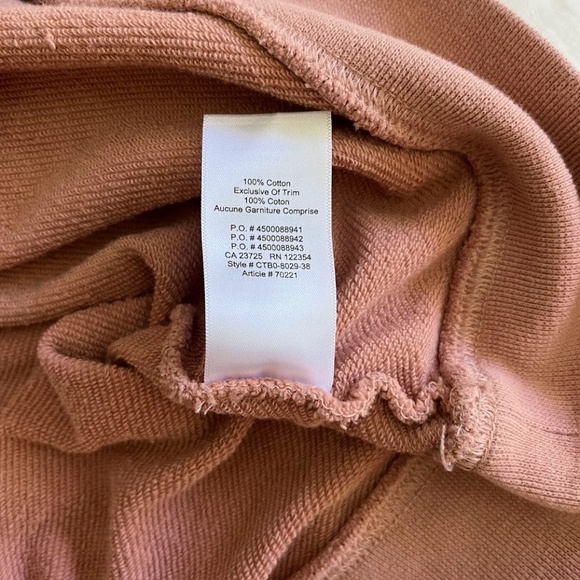 100% Cotton
Exclusive Of Trim
100% Coton
Aucune Garniture Comprise
P.O. # 4500088941
P.O. # 4500088942
P.O. # 4500088943
CA 23725 RN 122354
Style # CTB0-8029-38
Article # 70221